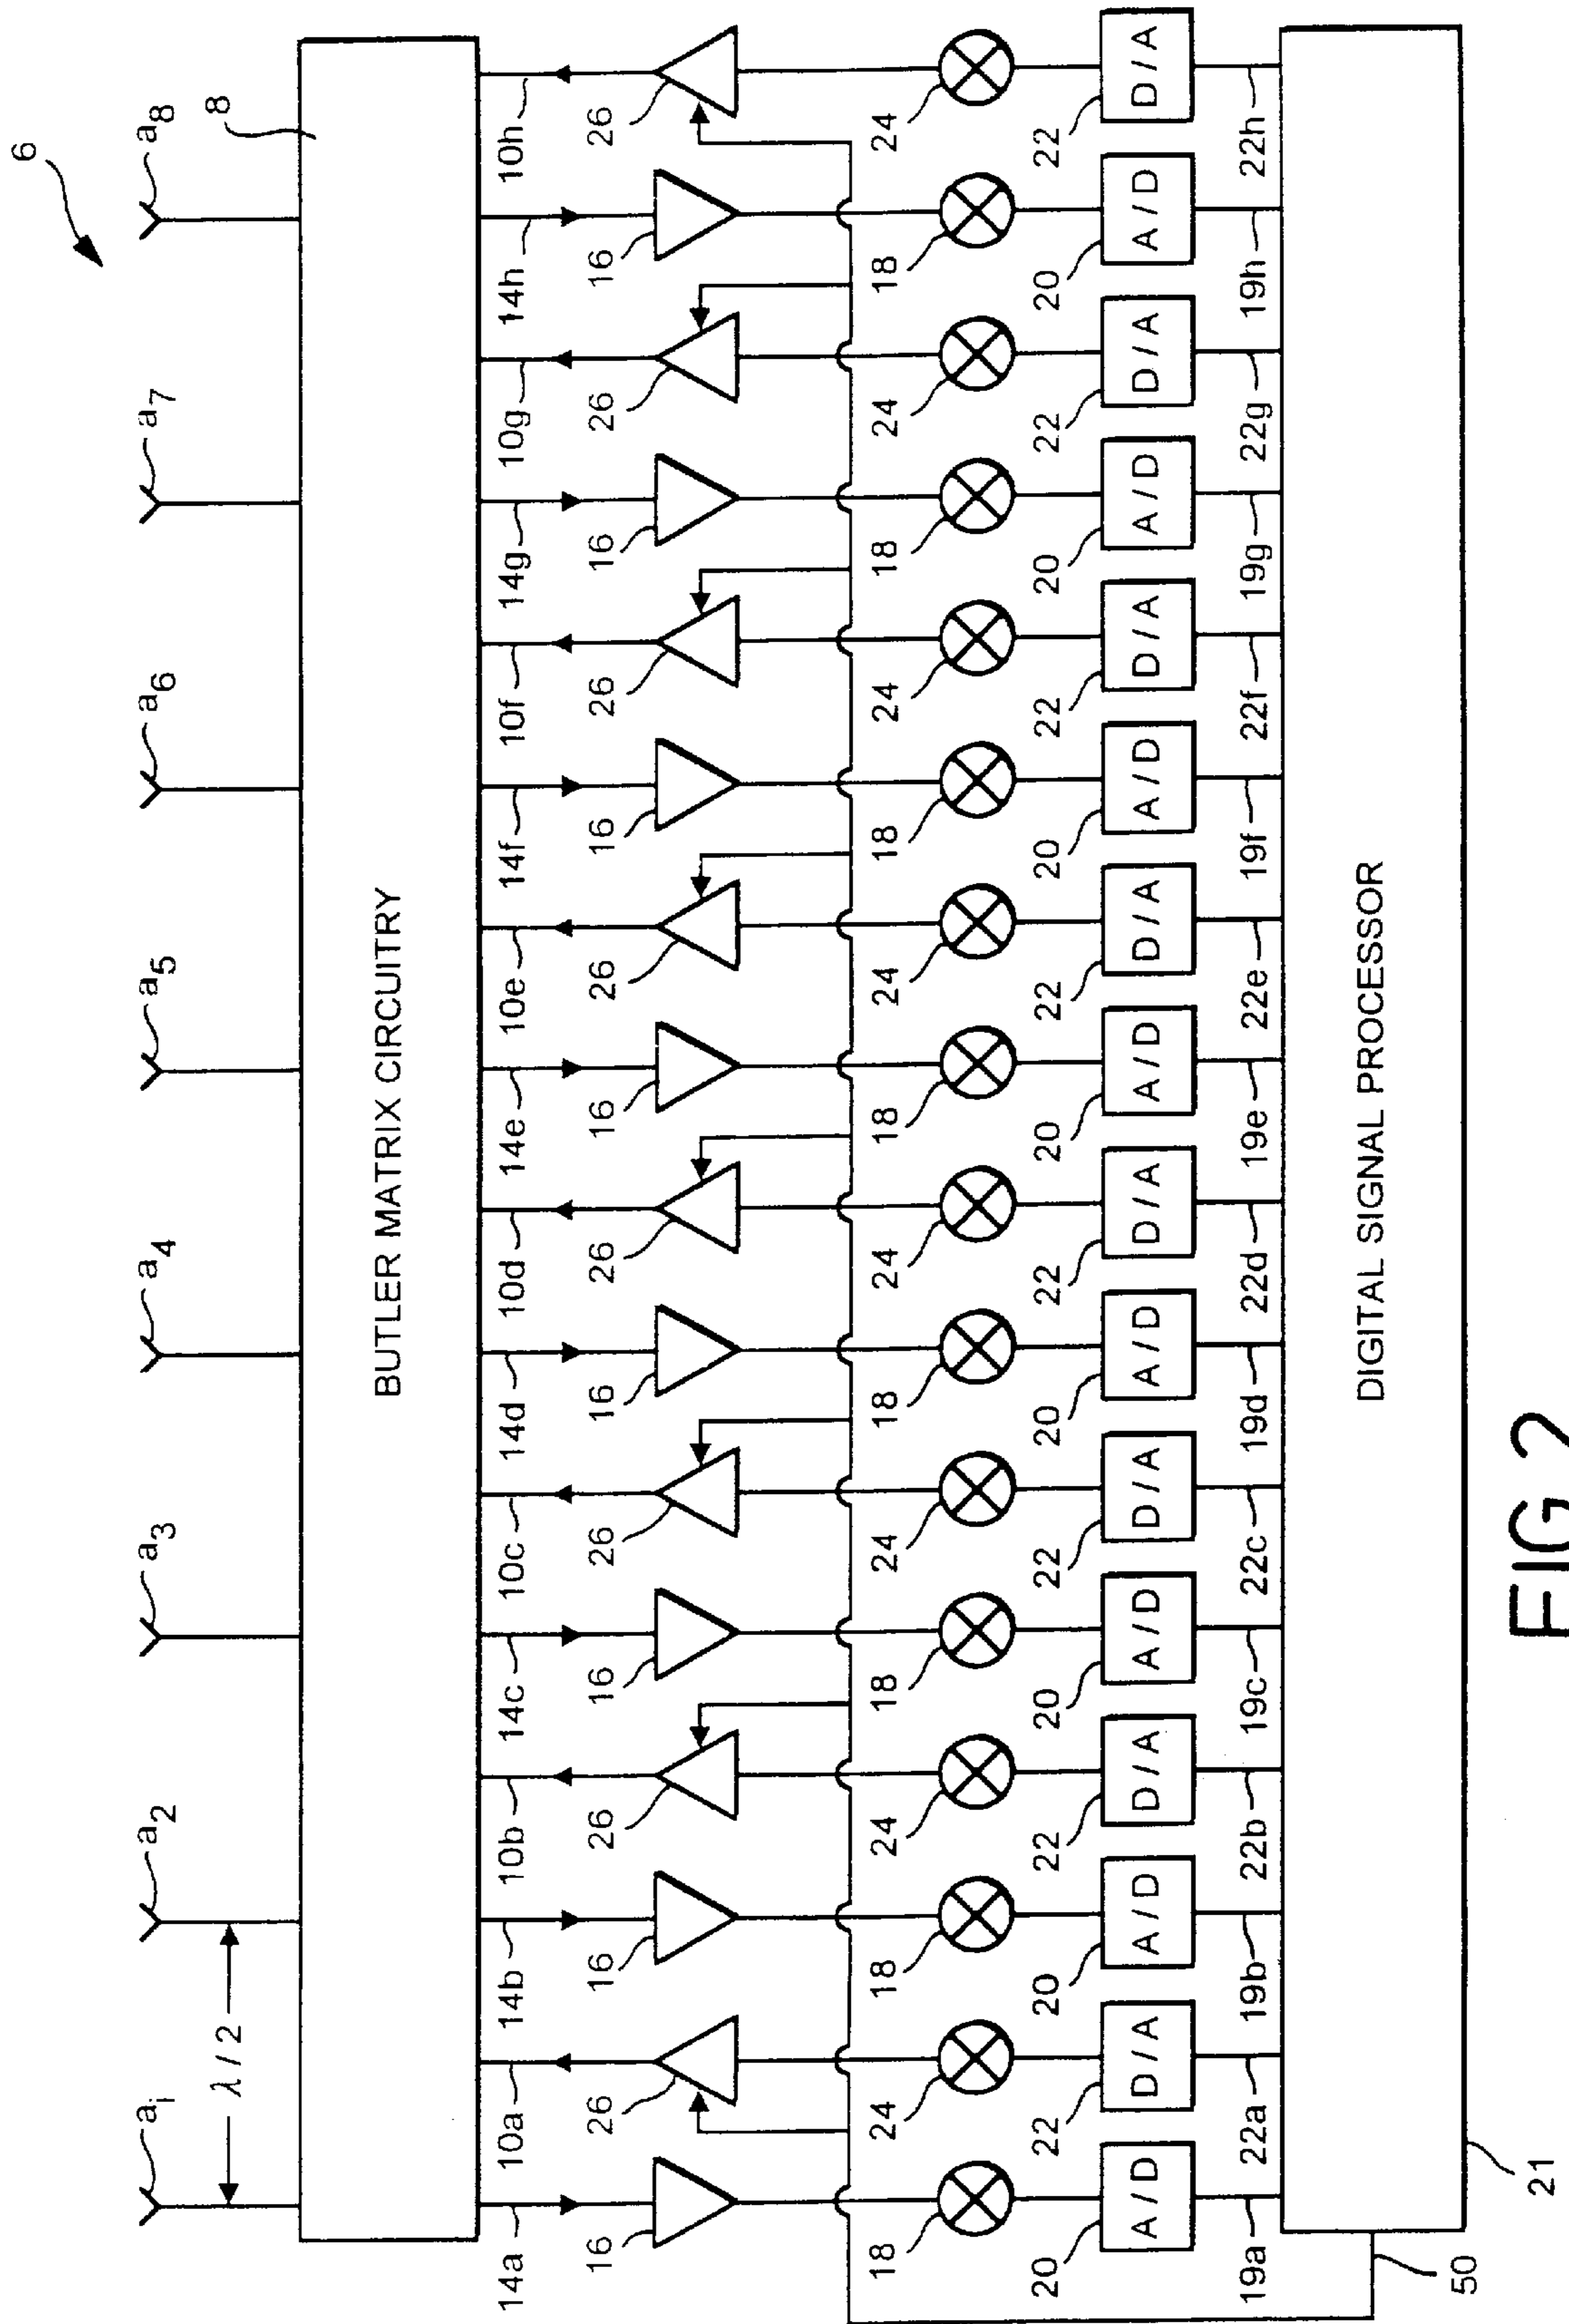 6
a₁ a₂ a₃ a₄ a₅ a₆ a₇ a₈
λ/2
8
BUTLER MATRIX CIRCUITRY
14a 10a 14b 10b 14c 10c 14d 10d 14e 10e 14f 10f 14g 10g 14h 10h
16 26 16 26 16 26 16 26 16 26 16 26 16 26 16 26
18 24 18 24 18 24 18 24 18 24 18 24 18 24 18 24
A/D D/A A/D D/A A/D D/A A/D D/A A/D D/A A/D D/A A/D D/A A/D D/A
20 22 20 22 20 22 20 22 20 22 20 22 20 22 20 22
19a 22a 19b 22b 19c 22c 19d 22d 19e 22e 19f 22f 19g 22g 19h 22h
DIGITAL SIGNAL PROCESSOR
50 21
FIG 2